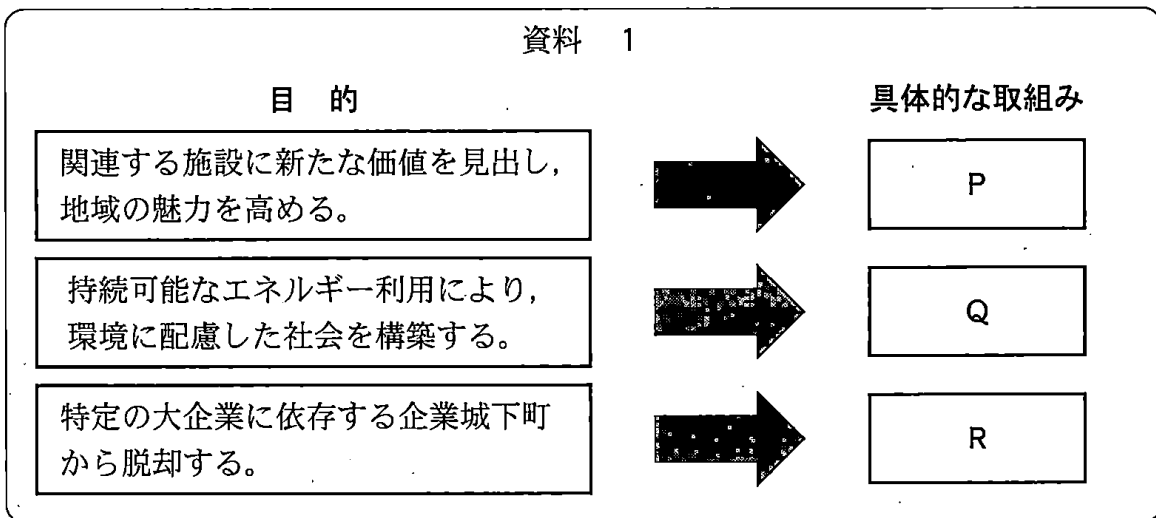 資料 1
目的
具体的な取組み
関連する施設に新たな価値を見出し,
地域の魅力を高める。
P
持続可能なエネルギー利用により,
環境に配慮した社会を構築する。
Q
特定の大企業に依存する企業城下町
から脱却する。
R